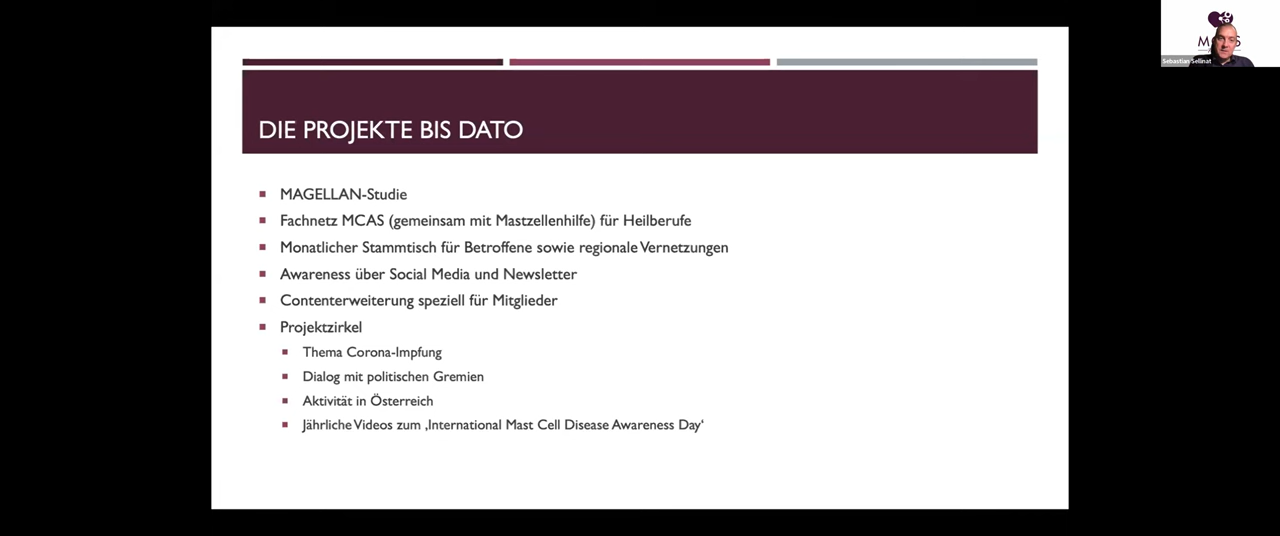 DIE PROJEKTE BIS DATO
MAGELLAN-Studie
Fachnetz MCAS (gemeinsam mit Mastzellenhilfe) für Heilberufe
Monatlicher Stammtisch für Betroffene sowie regionale Vernetzungen
Awareness über Social Media und Newsletter
Contenterweiterung speziell für Mitglieder
Projektzirkel
Thema Corona-Impfung
Dialog mit politischen Gremien
Aktivität in Österreich
Jährliche Videos zum ‚International Mast Cell Disease Awareness Day‘
Sebastian Sellinat